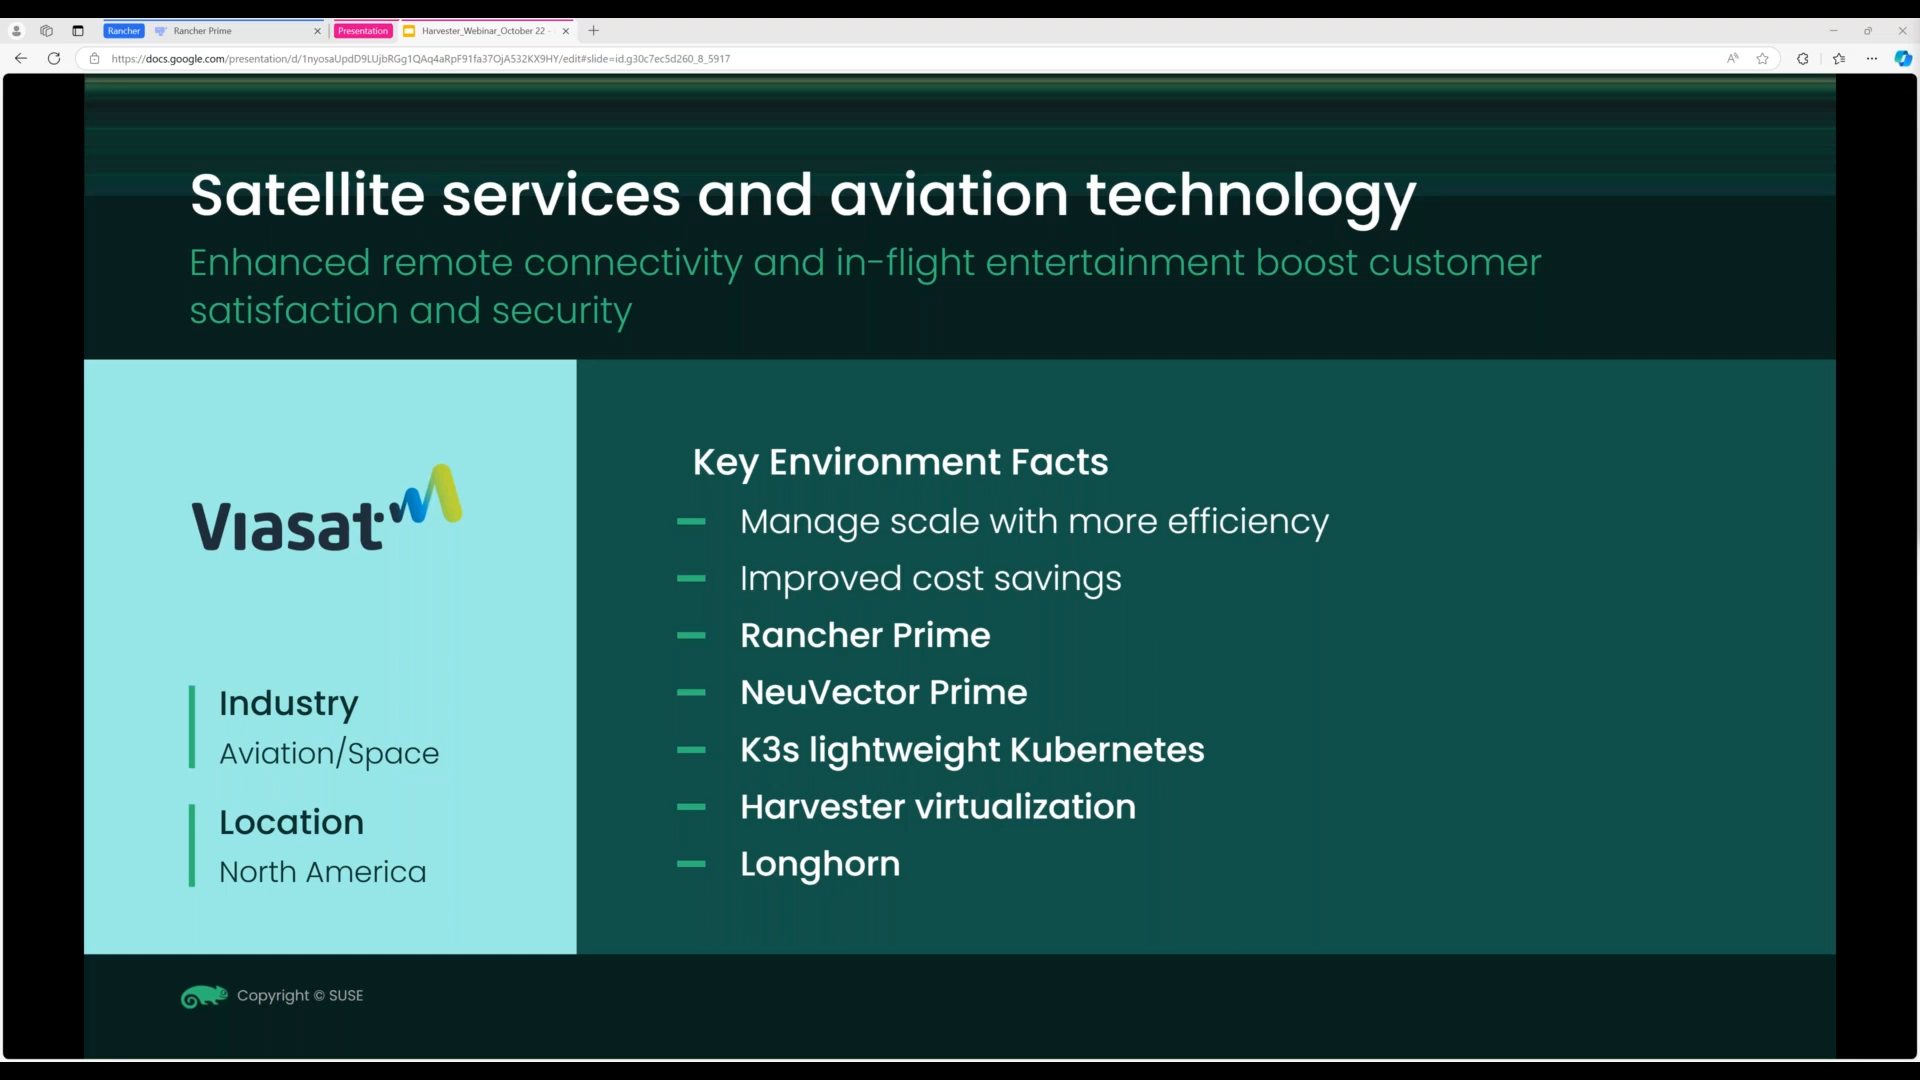 Rancher
Rancher Prime
Presentation
Harvester_Webinar_October 22 -
https://docs.google.com/presentation/d/1nyosaUpdD9LUjbRGg1QAq4aRpF91fa37OjA532KX9HY/edit#slide=id.g30c7ec5d260_8_5917
Satellite services and aviation technology
Enhanced remote connectivity and in-flight entertainment boost customer
satisfaction and security
Viasat
Industry
Aviation/Space
Location
North America
Key Environment Facts
Manage scale with more efficiency
Improved cost savings
Rancher Prime
NeuVector Prime
K3s lightweight Kubernetes
Harvester virtualization
Longhorn
Copyright © SUSE